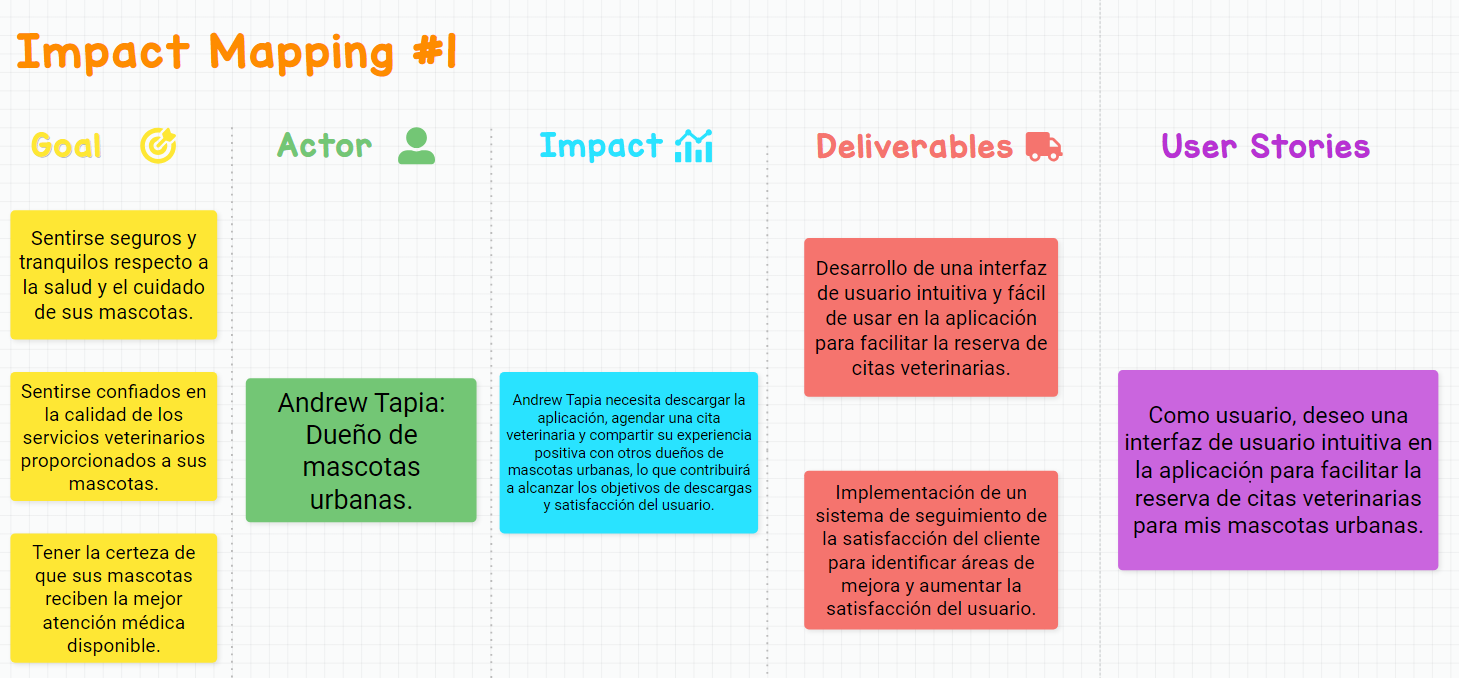 Impact Mapping #1
Goal
Actor
Impact
Deliverables
User Stories
Sentirse seguros y
tranquilos respecto a
la salud y el cuidado
de sus mascotas.
Sentirse confiados en
la calidad de los
servicios veterinarios
proporcionados a sus
mascotas.
Tener la certeza de
que sus mascotas
reciben la mejor
atención médica
disponible.
Andrew Tapia:
Dueño de
mascotas
urbanas.
Andrew Tapia necesita descargar la
aplicación, agendar una cita
veterinaria y compartir su experiencia
positiva con otros dueños de
mascotas urbanas, lo que contribuirá
a alcanzar los objetivos de descargas
y satisfacción del usuario.
Desarrollo de una interfaz
de usuario intuitiva y fácil
de usar en la aplicación
para facilitar la reserva de
citas veterinarias.
Implementación de un
sistema de seguimiento de
la satisfacción del cliente
para identificar áreas de
mejora y aumentar la
satisfacción del usuario.
Como usuario, deseo una
interfaz de usuario intuitiva en
la aplicación para facilitar la
reserva de citas veterinarias
para mis mascotas urbanas.